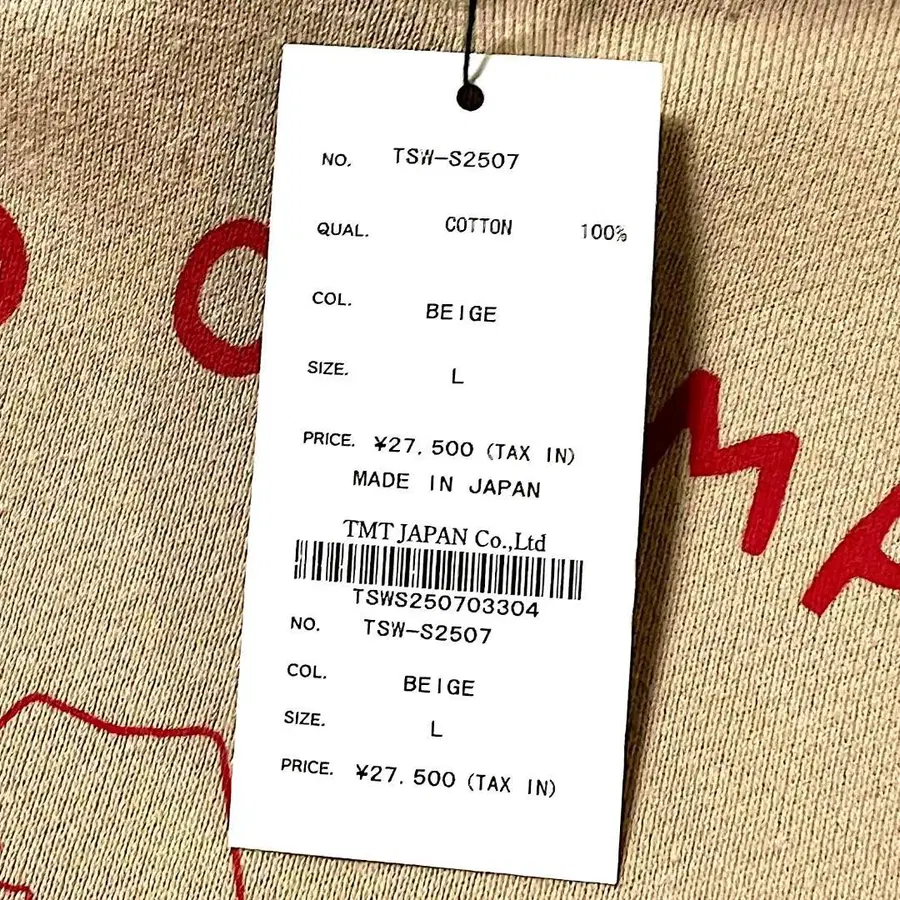 NO. TSW-S2507
QUAL. COTTON 100%
COL. BEIGE
SIZE. L
PRICE. ¥27.500 (TAX IN)
MADE IN JAPAN
TMT JAPAN Co.,Ltd
TSWS250703304
NO. TSW-S2507
COL. BEIGE
SIZE. L
PRICE. ¥27.500 (TAX IN)